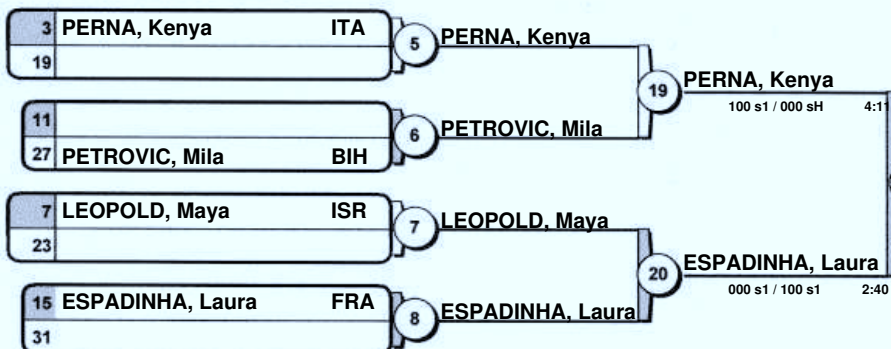 3 PERNA, Kenya ITA
19
5 PERNA, Kenya
11
27 PETROVIC, Mila BIH
6 PETROVIC, Mila
19 PERNA, Kenya
100 s1 / 000 sH 4:11
7 LEOPOLD, Maya ISR
23
7 LEOPOLD, Maya
15 ESPADINHA, Laura FRA
31
8 ESPADINHA, Laura
20 ESPADINHA, Laura
000 s1 / 100 s1 2:40